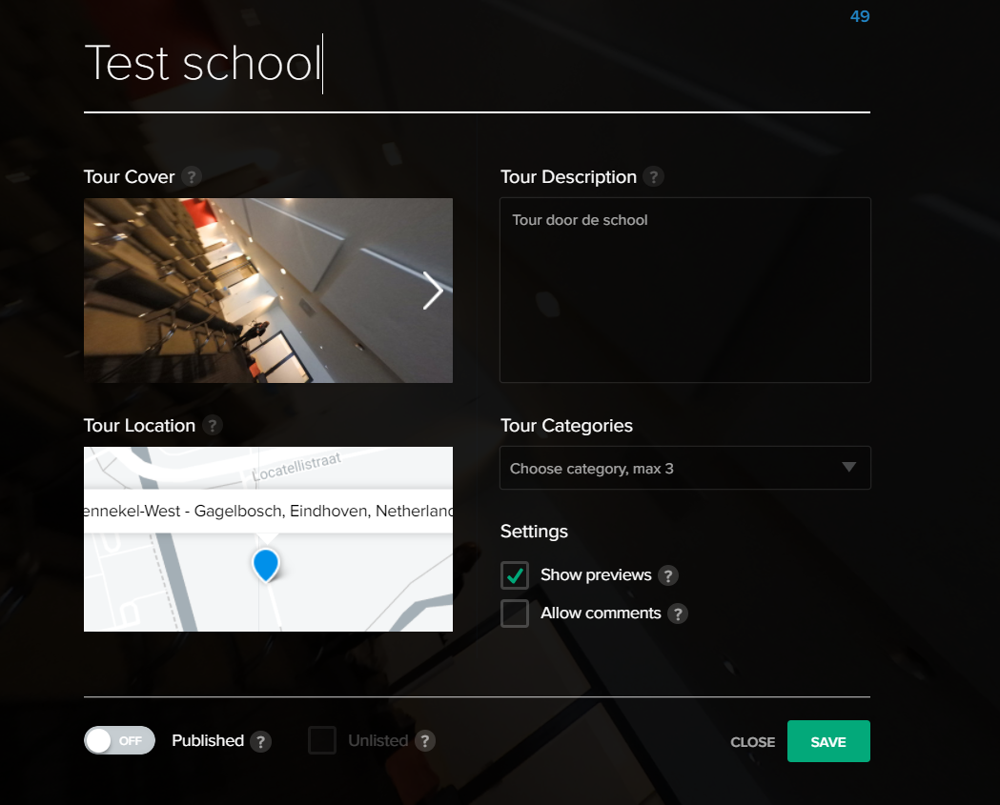 49
Test school
Tour Cover ?
Tour Description ?
Tour door de school
Tour Location ?
Locatellistraat
ennekel-West - Gagelbosch, Eindhoven, Netherland
Tour Categories
Choose category, max 3
Settings
Show previews ?
Allow comments ?
OFF Published ? Unlisted ?
CLOSE SAVE